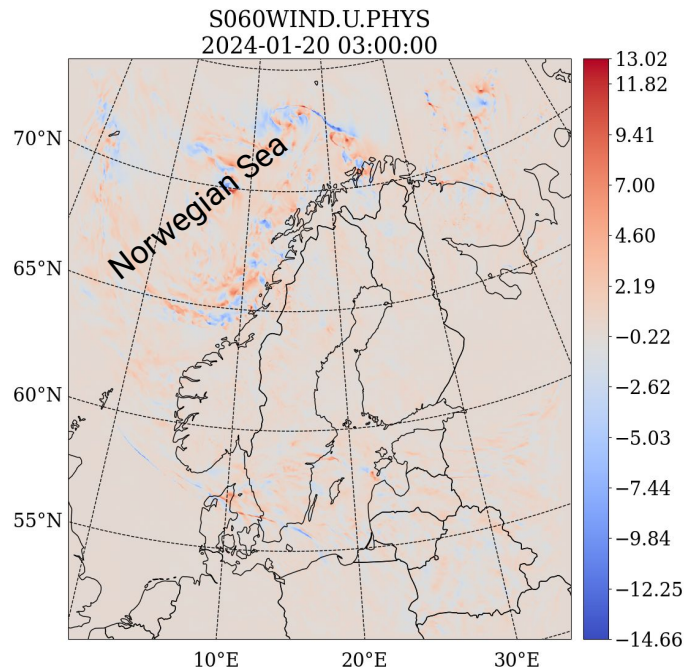 S060WIND.U.PHYS
2024-01-20 03:00:00
13.02
11.82
9.41
7.00
4.60
2.19
−0.22
−2.62
−5.03
−7.44
−9.84
−12.25
−14.66
70°N
65°N
60°N
55°N
Norwegian Sea
10°E
20°E
30°E